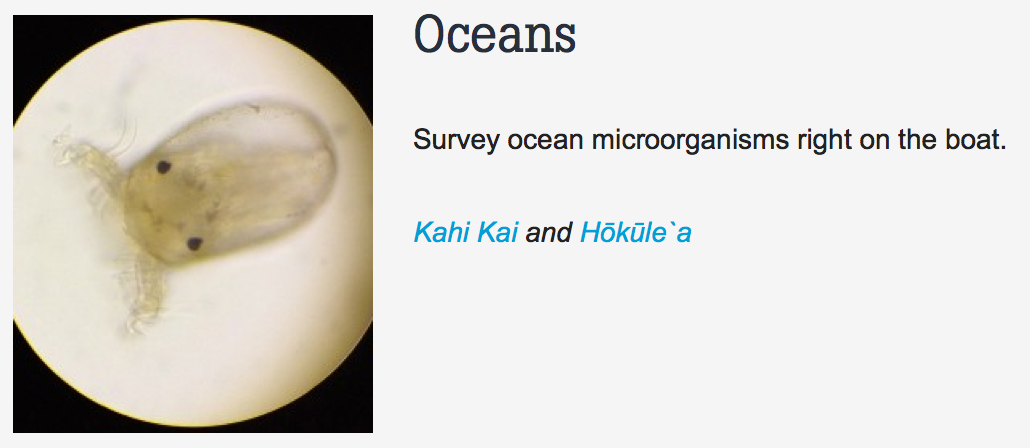 Oceans
Survey ocean microorganisms right on the boat.
Kahi Kai and Hōkūle`a